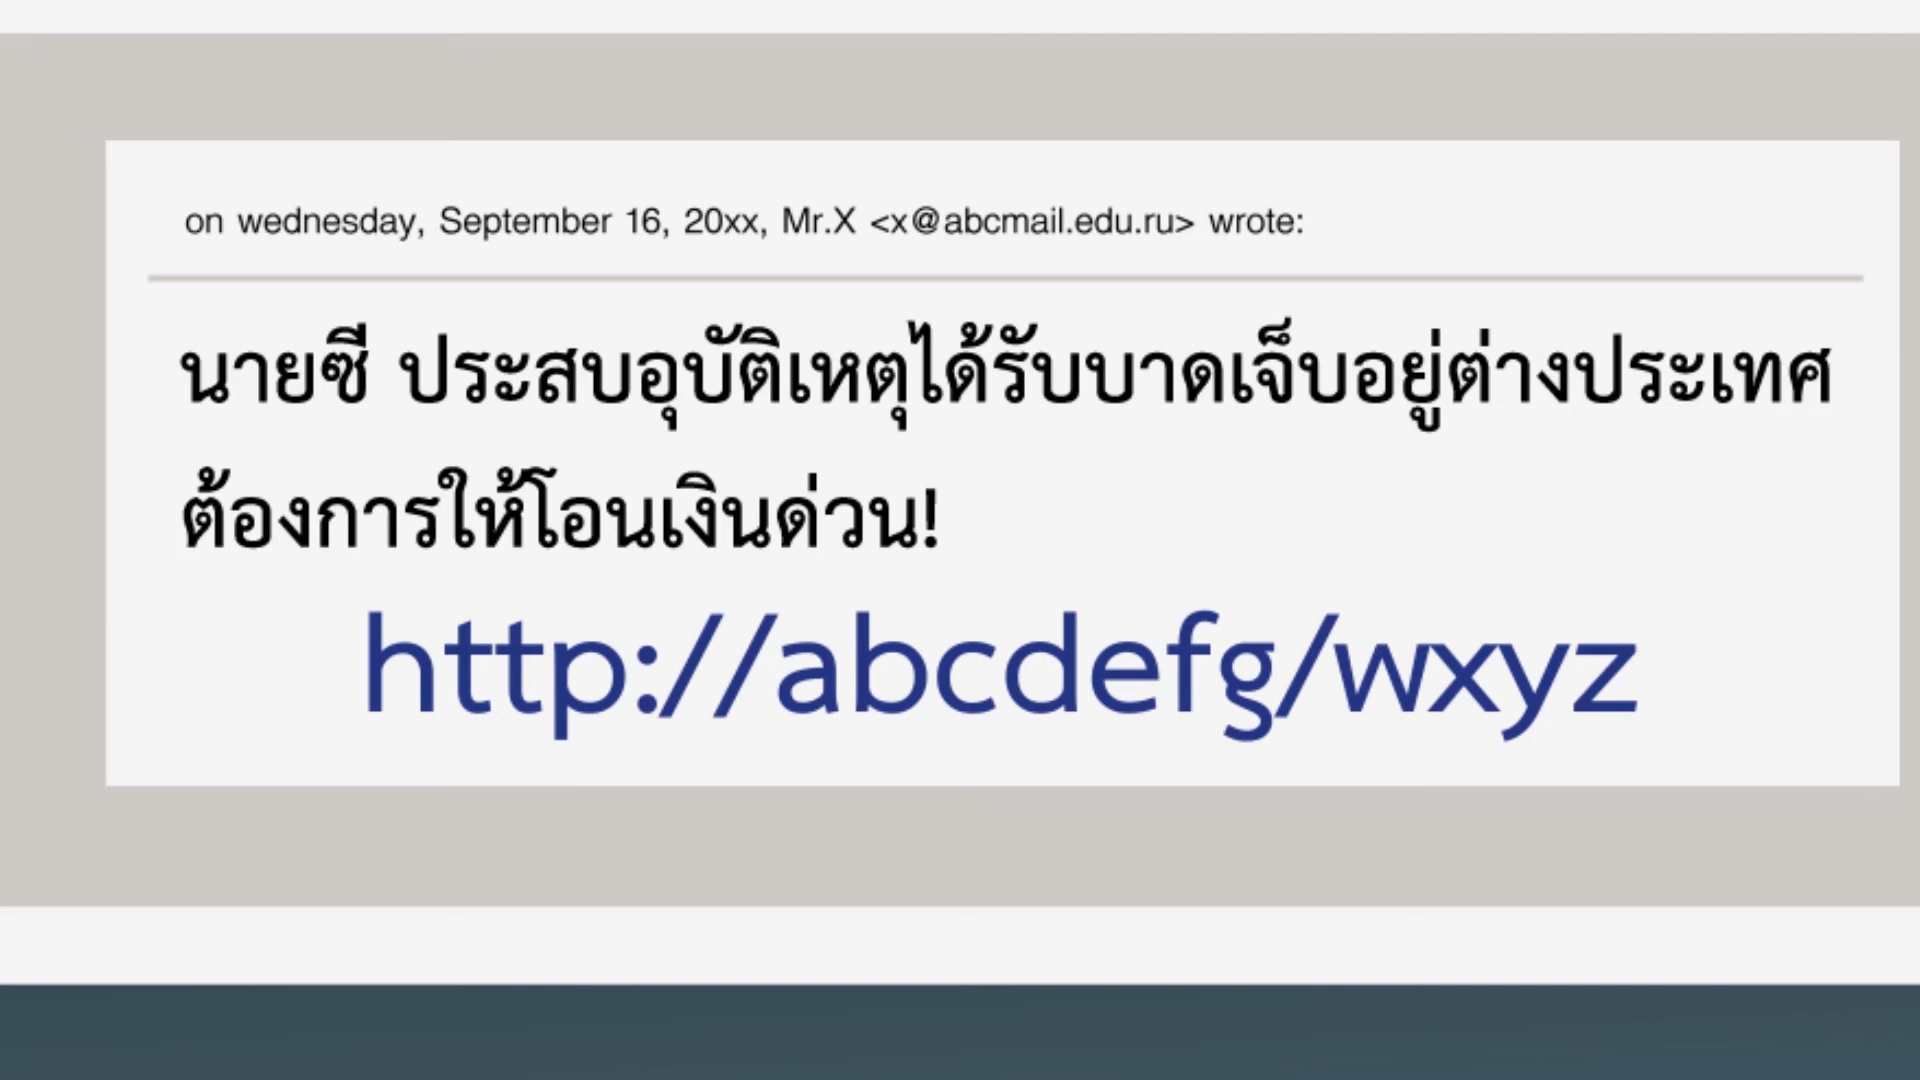 on wednesday, September 16, 20xx, Mr.X <x@abcmail.edu.ru> wrote:
นายซี ประสบอุบัติเหตุได้รับบาดเจ็บอยู่ต่างประเทศ
ต้องการให้โอนเงินด่วน!
http://abcdefg/wxyz